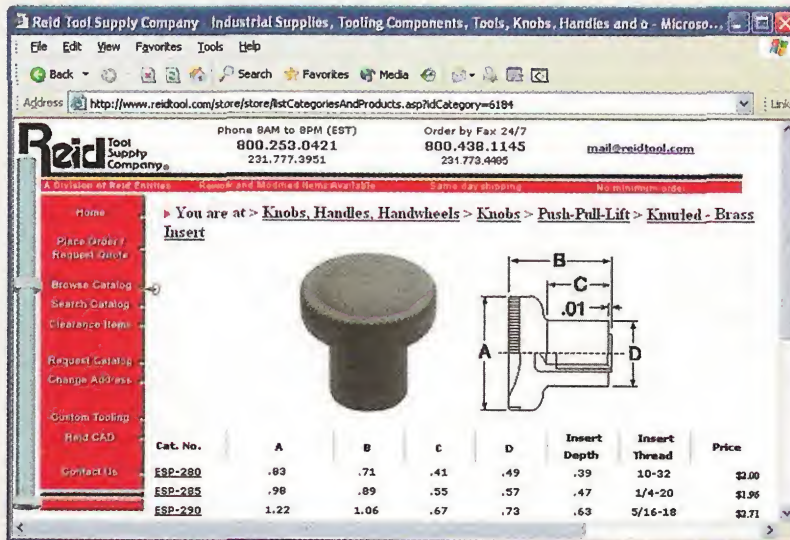 Reid Tool Supply Company - Industrial Supplies, Tooling Components, Tools, Knobs, Handles and o - Microso...
File Edit View Favorites Tools Help
Back Search Favorites Media
Address http://www.reidtool.com/store/store/listCategoriesAndProducts.asp?idCategory=6184 Link
Reid Tool Supply Company®
Phone 8AM to 8PM (EST)
800.253.0421
231.777.3951
Order by Fax 24/7
800.438.1145
231.773.4485
mail@reidtool.com
A Division of Reid Entities Rework and Modified Items Available Same day shipping No minimum order
Home
Place Order / Request Quote
Browse Catalog
Search Catalog
Clearance Items
Request Catalog
Change Address
Custom Tooling
Reid CAD
Contact Us
You are at > Knobs, Handles, Handwheels > Knobs > Push-Pull-Lift > Knurled - Brass
Insert
B
C
.01
A
D
Cat. No. A B C D Insert Depth Insert Thread Price
ESP-280 .83 .71 .41 .49 .39 10-32 $2.00
ESP-285 .98 .89 .55 .57 .47 1/4-20 $1.96
ESP-290 1.22 1.06 .67 .73 .63 5/16-18 $2.71